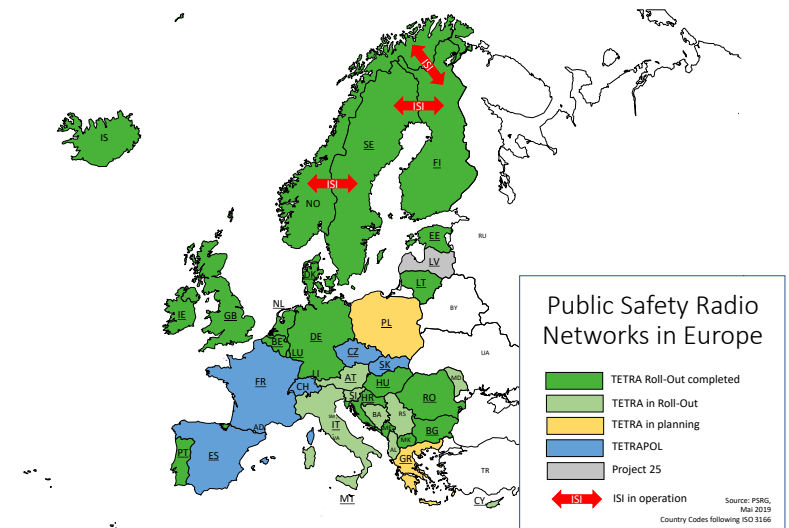 ISI
ISI
IS
SE
FI
ISI
NO
EE
RU
LV
DK
LT
NL
IE
GB
BY
PL
DE
BE
LU
CZ
UA
SK
LI
AT
MD
FR
CH
HU
SI
HR
RO
BA
RS
IT
VA
ME
BG
AD
MK
AL
PT
ES
GR
TR
MT
CY
Public Safety Radio
Networks in Europe
TETRA Roll-Out completed
TETRA in Roll-Out
TETRA in planning
TETRAPOL
Project 25
ISI
ISI in operation
Source: PSRG,
Mai 2019
Country Codes following ISO 3166